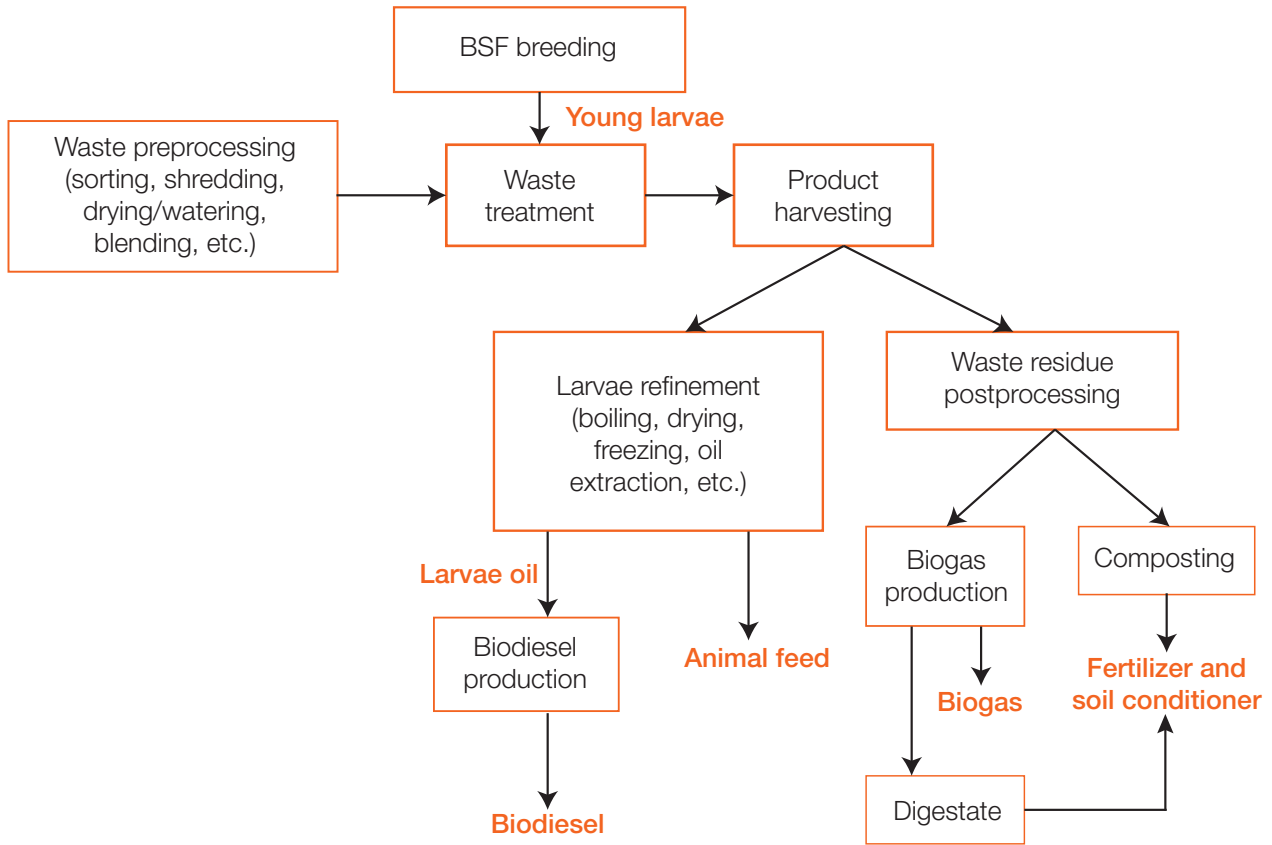 BSF breeding
Young larvae
Waste preprocessing
(sorting, shredding,
drying/watering,
blending, etc.)
Waste
treatment
Product
harvesting
Larvae refinement
(boiling, drying,
freezing, oil
extraction, etc.)
Waste residue
postprocessing
Larvae oil
Biodiesel
production
Animal feed
Biodiesel
Biogas
production
Composting
Biogas
Fertilizer and
soil conditioner
Digestate